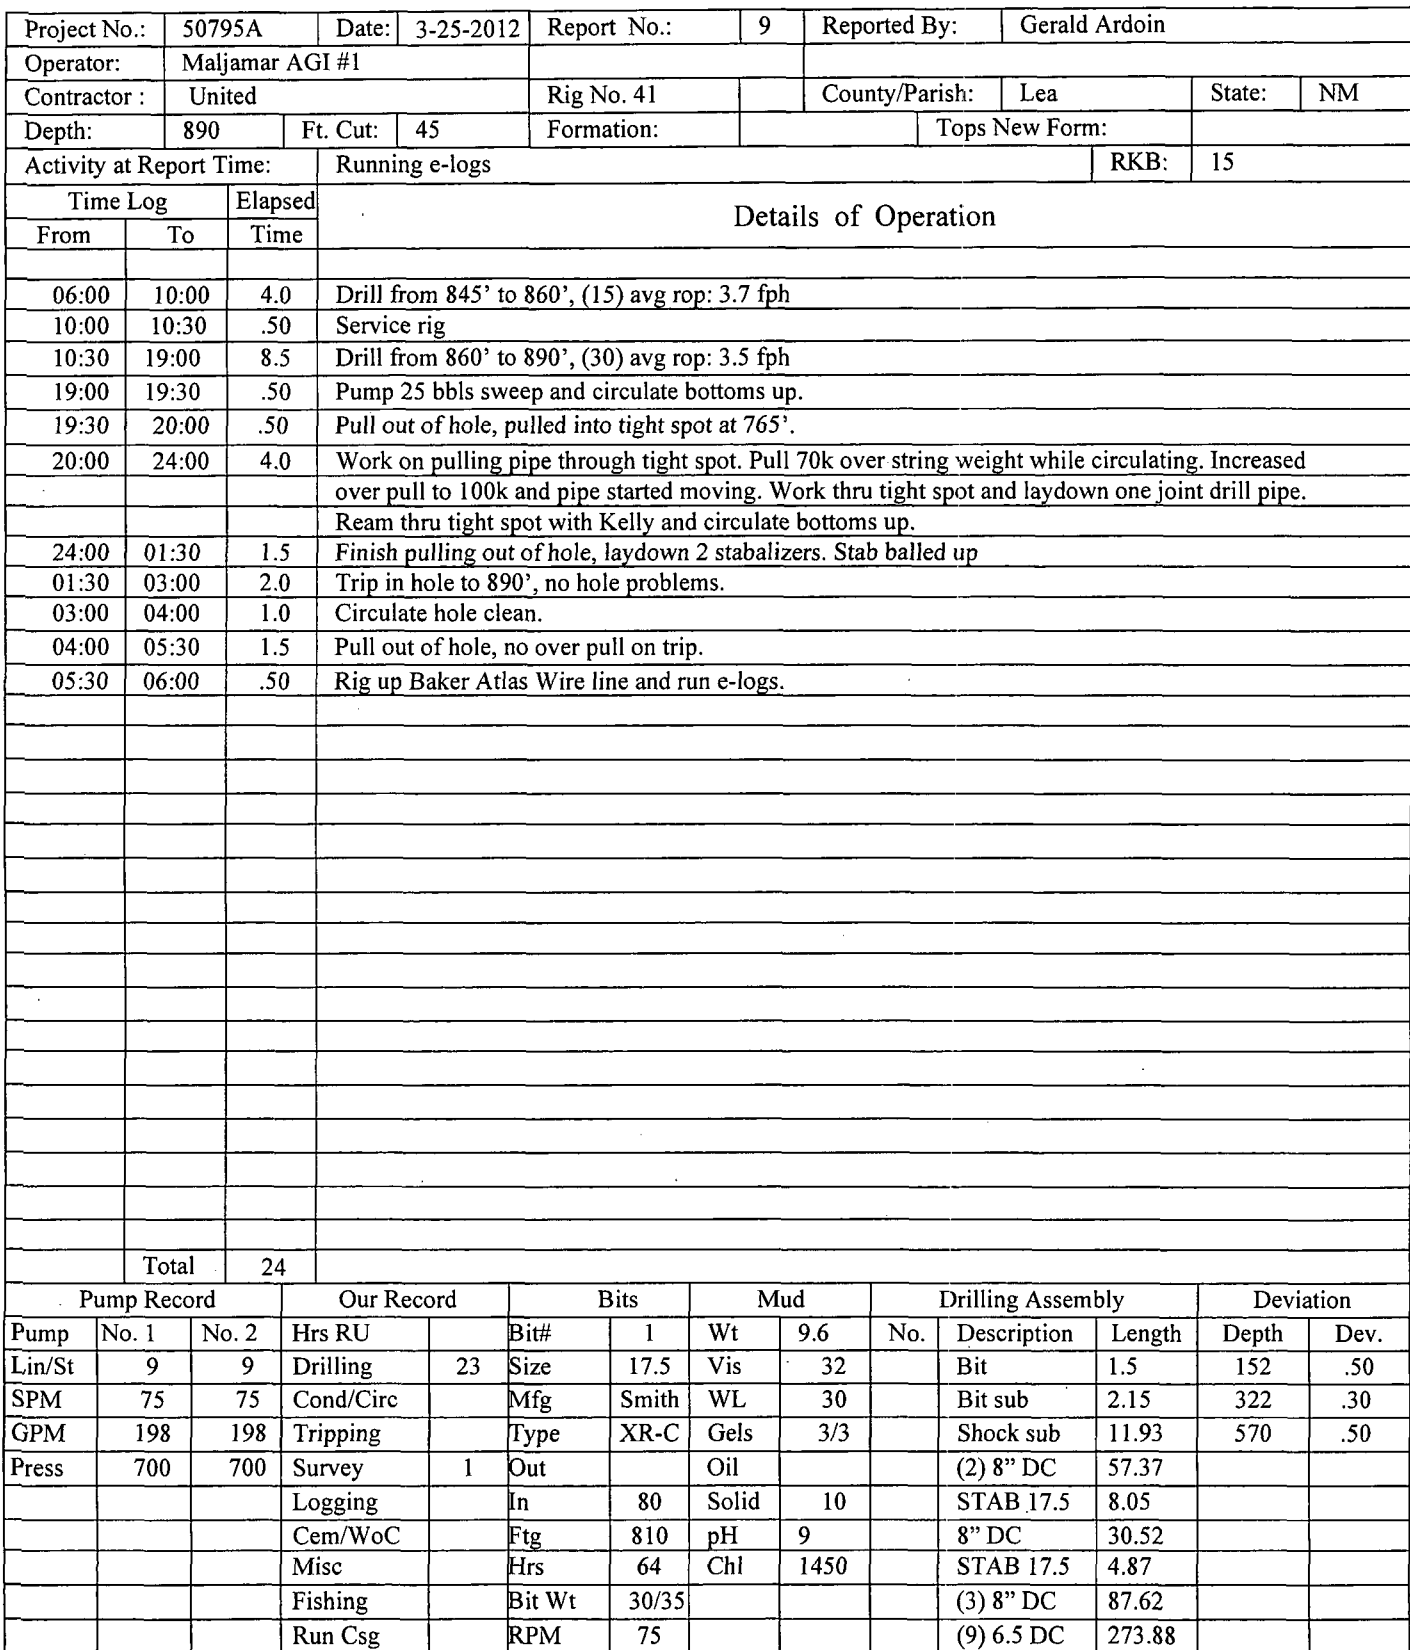 Project No.: 50795A Date: 3-25-2012 Report No.: 9 Reported By: Gerald Ardoin
Operator: Maljamar AGI #1
Contractor : United Rig No. 41 County/Parish: Lea State: NM
Depth: 890 Ft. Cut: 45 Formation: Tops New Form:
Activity at Report Time: Running e-logs RKB: 15
Time Log Elapsed Details of Operation
From To Time
06:00 10:00 4.0 Drill from 845' to 860', (15) avg rop: 3.7 fph
10:00 10:30 .50 Service rig
10:30 19:00 8.5 Drill from 860' to 890', (30) avg rop: 3.5 fph
19:00 19:30 .50 Pump 25 bbls sweep and circulate bottoms up.
19:30 20:00 .50 Pull out of hole, pulled into tight spot at 765'.
20:00 24:00 4.0 Work on pulling pipe through tight spot. Pull 70k over string weight while circulating. Increased
over pull to 100k and pipe started moving. Work thru tight spot and laydown one joint drill pipe.
Ream thru tight spot with Kelly and circulate bottoms up.
24:00 01:30 1.5 Finish pulling out of hole, laydown 2 stabalizers. Stab balled up
01:30 03:00 2.0 Trip in hole to 890', no hole problems.
03:00 04:00 1.0 Circulate hole clean.
04:00 05:30 1.5 Pull out of hole, no over pull on trip.
05:30 06:00 .50 Rig up Baker Atlas Wire line and run e-logs.
Total 24
Pump Record Our Record Bits Mud Drilling Assembly Deviation
Pump No. 1 No. 2 Hrs RU Bit# 1 Wt 9.6 No. Description Length Depth Dev.
Lin/St 9 9 Drilling 23 Size 17.5 Vis 32 Bit 1.5 152 .50
SPM 75 75 Cond/Circ Mfg Smith WL 30 Bit sub 2.15 322 .30
GPM 198 198 Tripping Type XR-C Gels 3/3 Shock sub 11.93 570 .50
Press 700 700 Survey 1 Out Oil (2) 8" DC 57.37
Logging In 80 Solid 10 STAB 17.5 8.05
Cem/WoC Ftg 810 pH 9 8" DC 30.52
Misc Hrs 64 Chl 1450 STAB 17.5 4.87
Fishing Bit Wt 30/35 (3) 8" DC 87.62
Run Csg RPM 75 (9) 6.5 DC 273.88